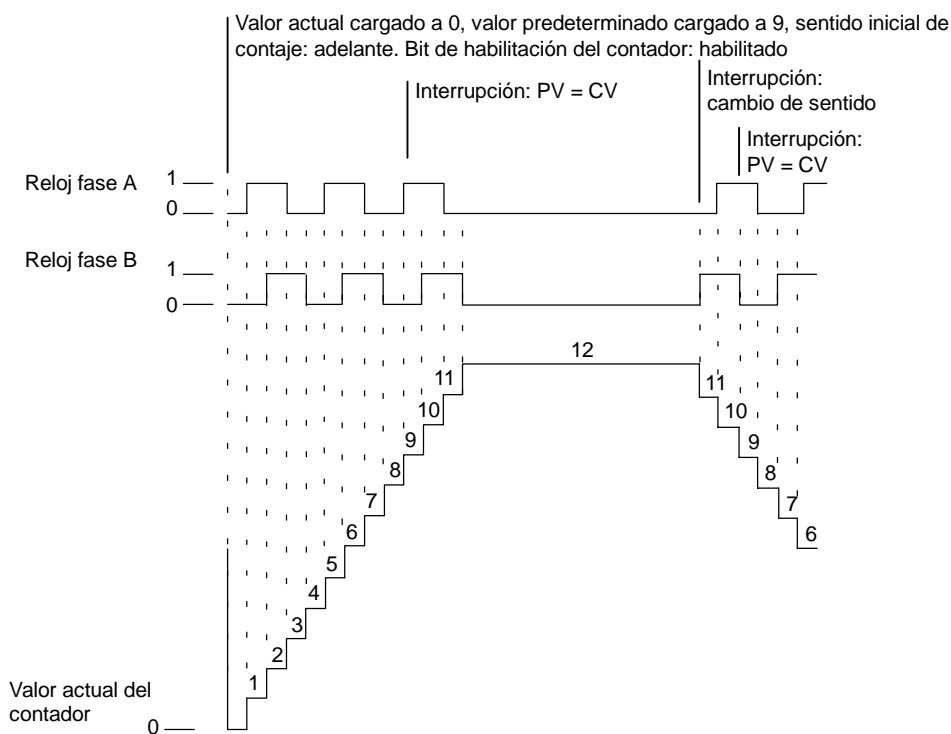 Valor actual cargado a 0, valor predeterminado cargado a 9, sentido inicial de
contaje: adelante. Bit de habilitación del contador: habilitado
Interrupción: PV = CV
Interrupción:
cambio de sentido
Interrupción:
PV = CV
Reloj fase A
1
0
Reloj fase B
1
0
12
11
10
9
8
7
6
5
4
3
2
1
11
10
9
8
7
6
Valor actual del
contador
0